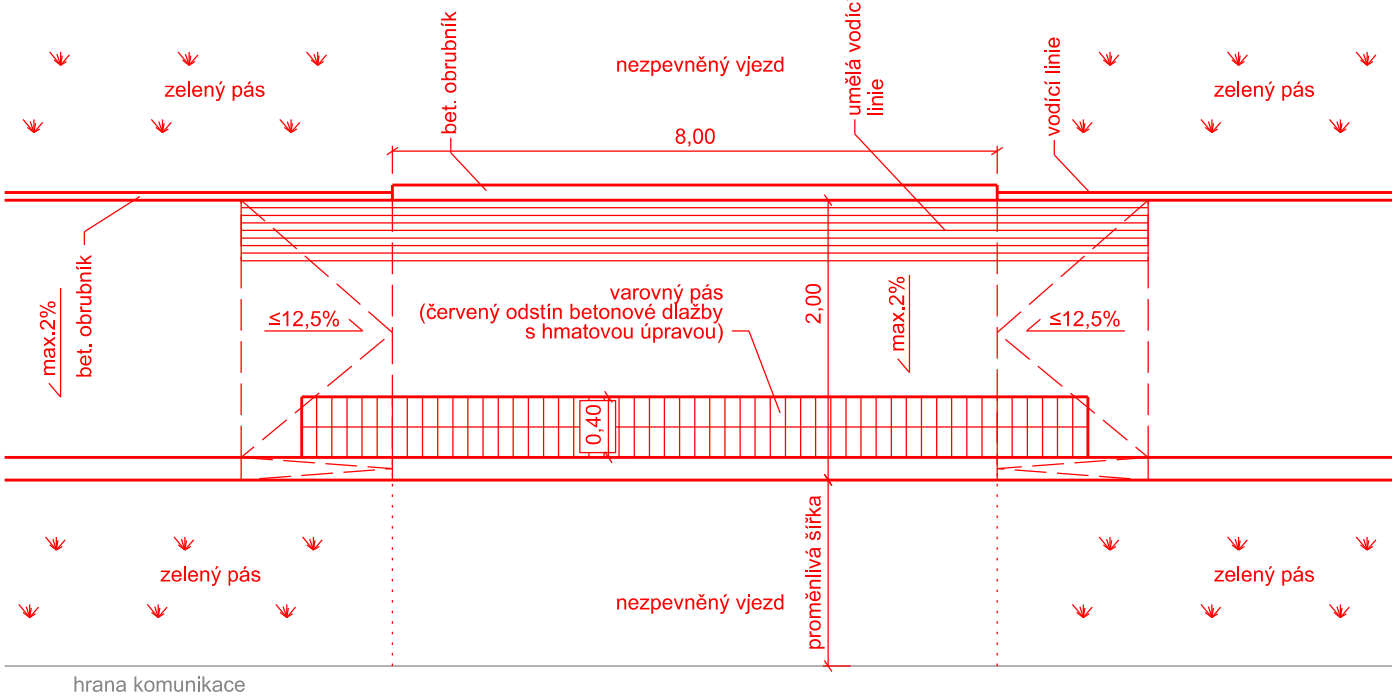 zelený pás
bet. obrubník
nezpevněný vjezd
umělá vodíc
linie
vodící linie
zelený pás
8,00
bet. obrubník
max.2%
≤12,5%
varovný pás
(červený odstín betonové dlažby
s hmatovou úpravou)
2,00
max.2%
≤12,5%
0,40
zelený pás
nezpevněný vjezd
proměnlivá šířka
zelený pás
hrana komunikace